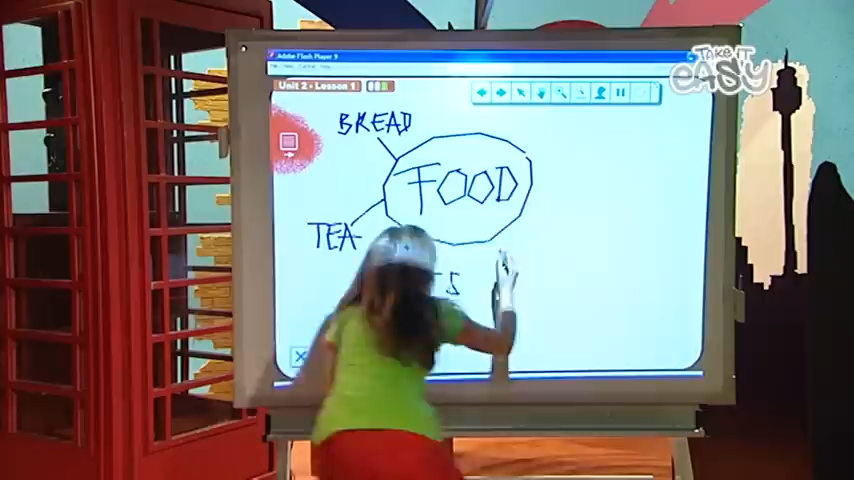 TAKE IT
eASY
Adobe Flash Player 9
Unit 2 - Lesson 1
BREAD
FOOD
TEA